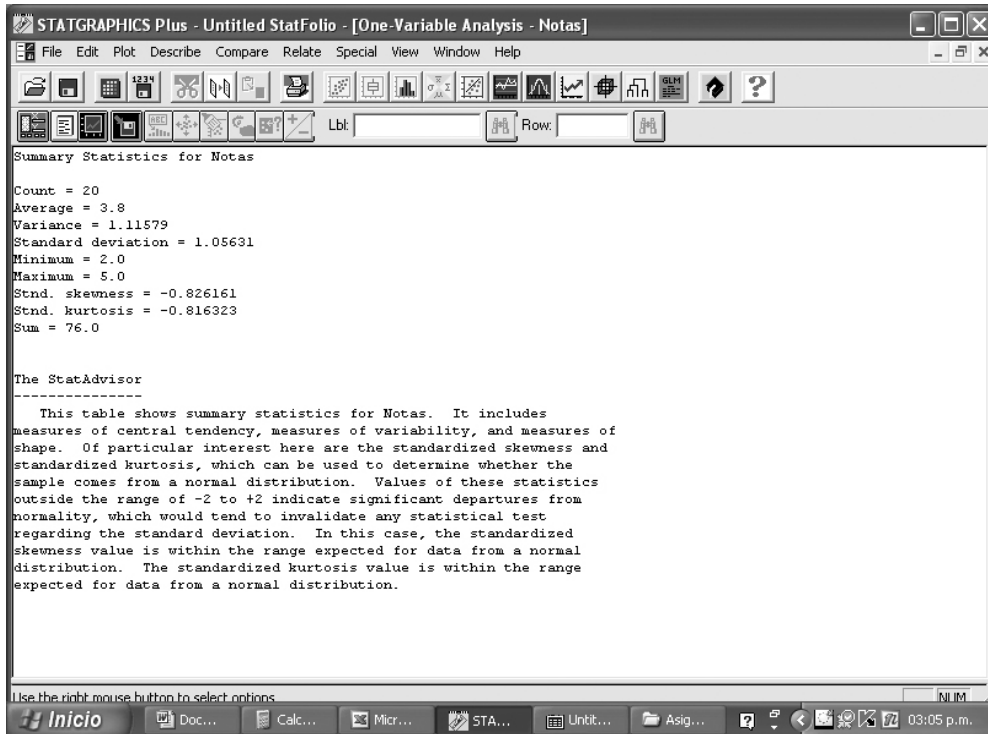 STATGRAPHICS Plus - Untitled StatFolio - [One-Variable Analysis - Notas]
File Edit Plot Describe Compare Relate Special View Window Help
1234
GLM
Lbl: Row:
Summary Statistics for Notas
Count = 20
Average = 3.8
Variance = 1.11579
Standard deviation = 1.05631
Minimum = 2.0
Maximum = 5.0
Stnd. skewness = -0.826161
Stnd. kurtosis = -0.816323
Sum = 76.0
The StatAdvisor
---------------
This table shows summary statistics for Notas. It includes
measures of central tendency, measures of variability, and measures of
shape. Of particular interest here are the standardized skewness and
standardized kurtosis, which can be used to determine whether the
sample comes from a normal distribution. Values of these statistics
outside the range of -2 to +2 indicate significant departures from
normality, which would tend to invalidate any statistical test
regarding the standard deviation. In this case, the standardized
skewness value is within the range expected for data from a normal
distribution. The standardized kurtosis value is within the range
expected for data from a normal distribution.
Use the right mouse button to select options
NUM
Inicio Doc... Calc... Micr... STA... Untit... Asig... 03:05 p.m.